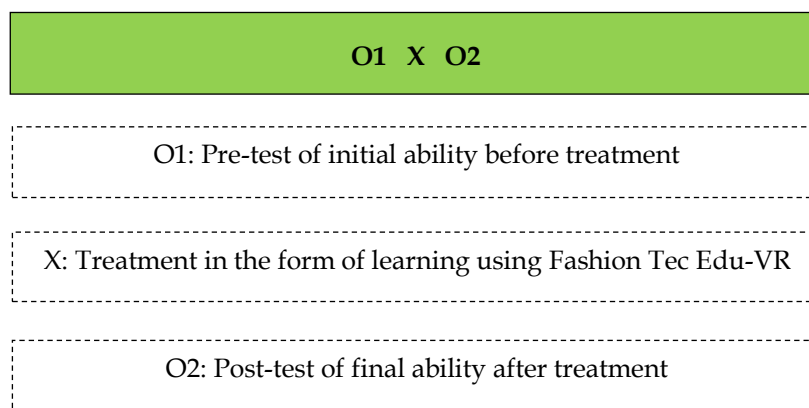 O1 X O2
O1: Pre-test of initial ability before treatment
X: Treatment in the form of learning using Fashion Tec Edu-VR
O2: Post-test of final ability after treatment